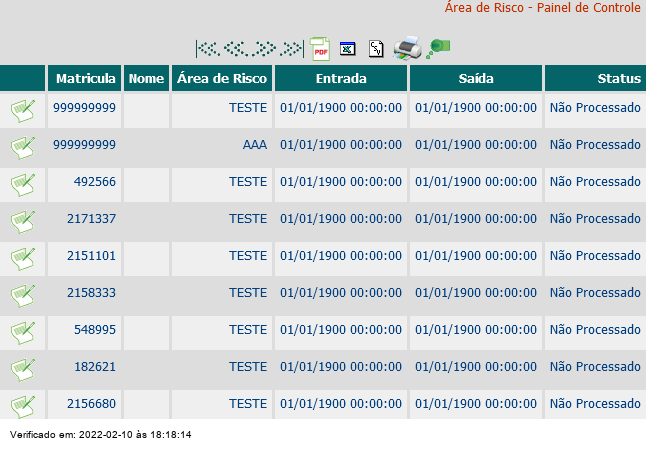 Área de Risco - Painel de Controle
PDF
CSV
Matricula Nome Área de Risco Entrada Saída Status
999999999 TESTE 01/01/1900 00:00:00 01/01/1900 00:00:00 Não Processado
999999999 AAA 01/01/1900 00:00:00 01/01/1900 00:00:00 Não Processado
492566 TESTE 01/01/1900 00:00:00 01/01/1900 00:00:00 Não Processado
2171337 TESTE 01/01/1900 00:00:00 01/01/1900 00:00:00 Não Processado
2151101 TESTE 01/01/1900 00:00:00 01/01/1900 00:00:00 Não Processado
2158333 TESTE 01/01/1900 00:00:00 01/01/1900 00:00:00 Não Processado
548995 TESTE 01/01/1900 00:00:00 01/01/1900 00:00:00 Não Processado
182621 TESTE 01/01/1900 00:00:00 01/01/1900 00:00:00 Não Processado
2156680 TESTE 01/01/1900 00:00:00 01/01/1900 00:00:00 Não Processado
Verificado em: 2022-02-10 às 18:18:14